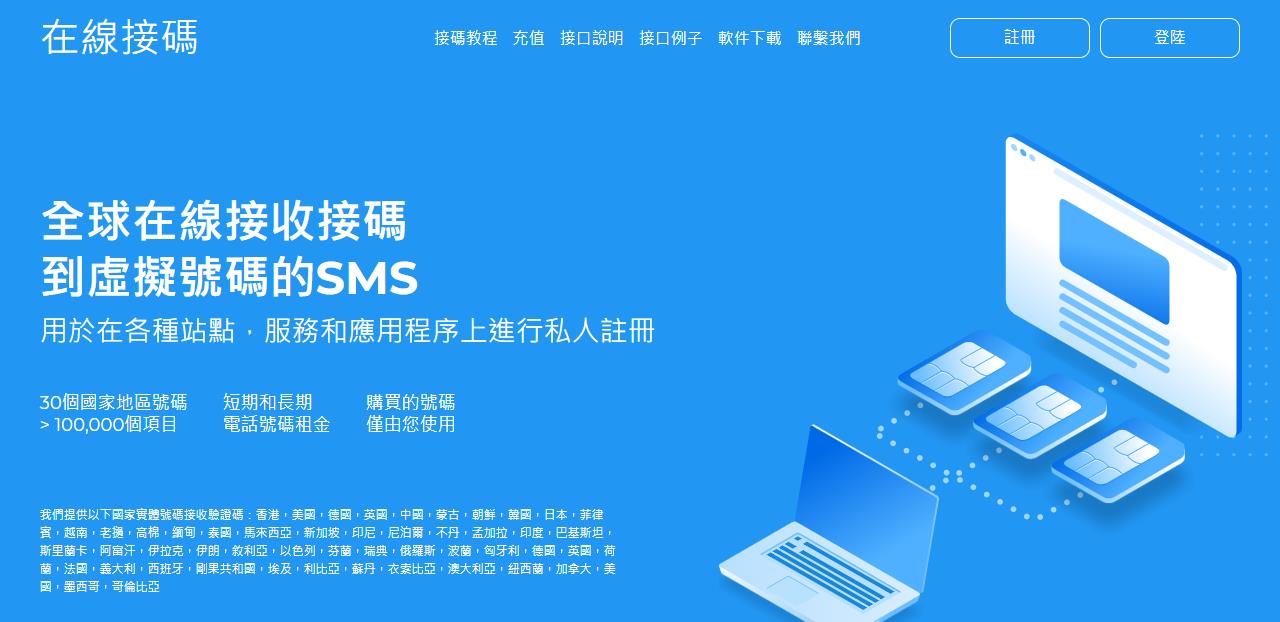 在線接碼
接碼教程 充值 接口說明 接口例子 軟件下載 聯繫我們
註冊 登陸
全球在線接收接碼
到虛擬號碼的SMS
用於在各種站點，服務和應用程序上進行私人註冊
30個國家地區號碼
> 100,000個項目
短期和長期
電話號碼租金
購買的號碼
僅由您使用
我們提供以下國家實體號碼接收驗證碼：香港，美國，德國，英國，中國，蒙古，朝鮮，韓國，日本，菲律
賓，越南，老撾，高棉，緬甸，泰國，馬來西亞，新加坡，印尼，尼泊爾，不丹，孟加拉，印度，巴基斯坦，
斯里蘭卡，阿富汗，伊拉克，伊朗，敘利亞，以色列，芬蘭，瑞典，俄羅斯，波蘭，匈牙利，德國，英國，荷
蘭，法國，義大利，西班牙，剛果共和國，埃及，利比亞，蘇丹，衣索比亞，澳大利亞，紐西蘭，加拿大，美
國，墨西哥，哥倫比亞